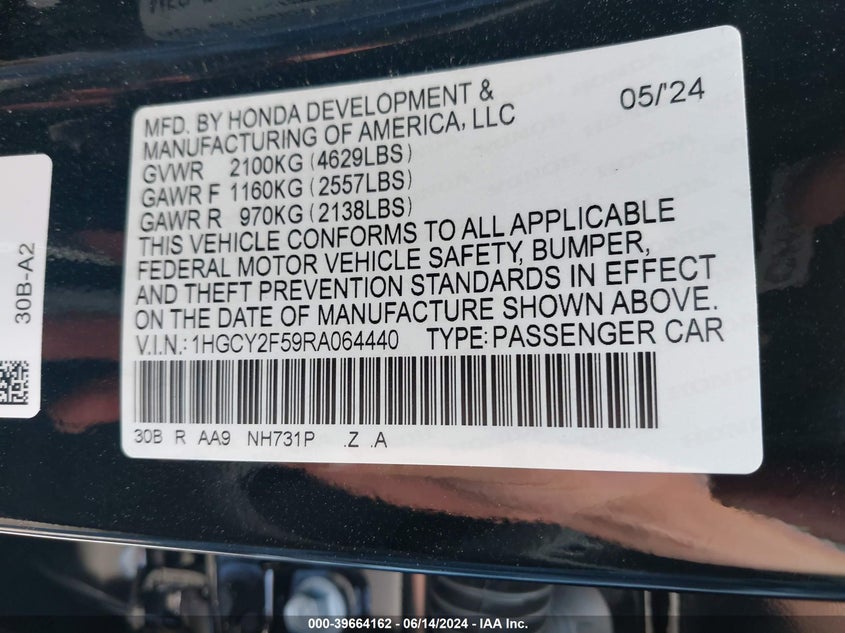 05/'24
MFD. BY HONDA DEVELOPMENT &
MANUFACTURING OF AMERICA, LLC
GVWR 2100KG (4629LBS)
GAWR F 1160KG (2557LBS)
GAWR R 970KG (2138LBS)
THIS VEHICLE CONFORMS TO ALL APPLICABLE
FEDERAL MOTOR VEHICLE SAFETY, BUMPER,
AND THEFT PREVENTION STANDARDS IN EFFECT
ON THE DATE OF MANUFACTURE SHOWN ABOVE.
V.I.N.: 1HGCY2F59RA064440 TYPE: PASSENGER CAR
30B R AA9 NH731P .Z .A
30B-A2
000-39664162 - 06/14/2024 - IAA Inc.